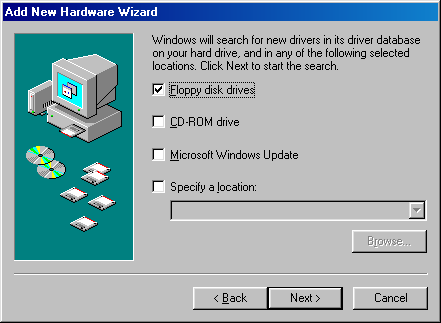 Add New Hardware Wizard
Windows will search for new drivers in its driver database
on your hard drive, and in any of the following selected
locations. Click Next to start the search.
Floppy disk drives
CD-ROM drive
Microsoft Windows Update
Specify a location:
Browse...
< Back
Next >
Cancel